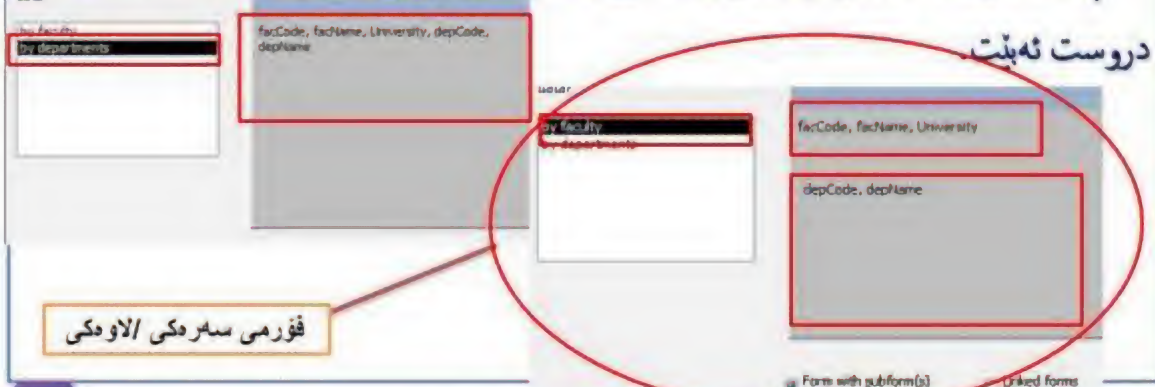 by faculty
by departments
facCode, facName, University, depCode,
depName
دروست ئەبێت.
by faculty
by departments
facCode, facName, University
depCode, depName
فۆرمی سەرەکی /لاوەکی
Form with subform(s)
Linked forms